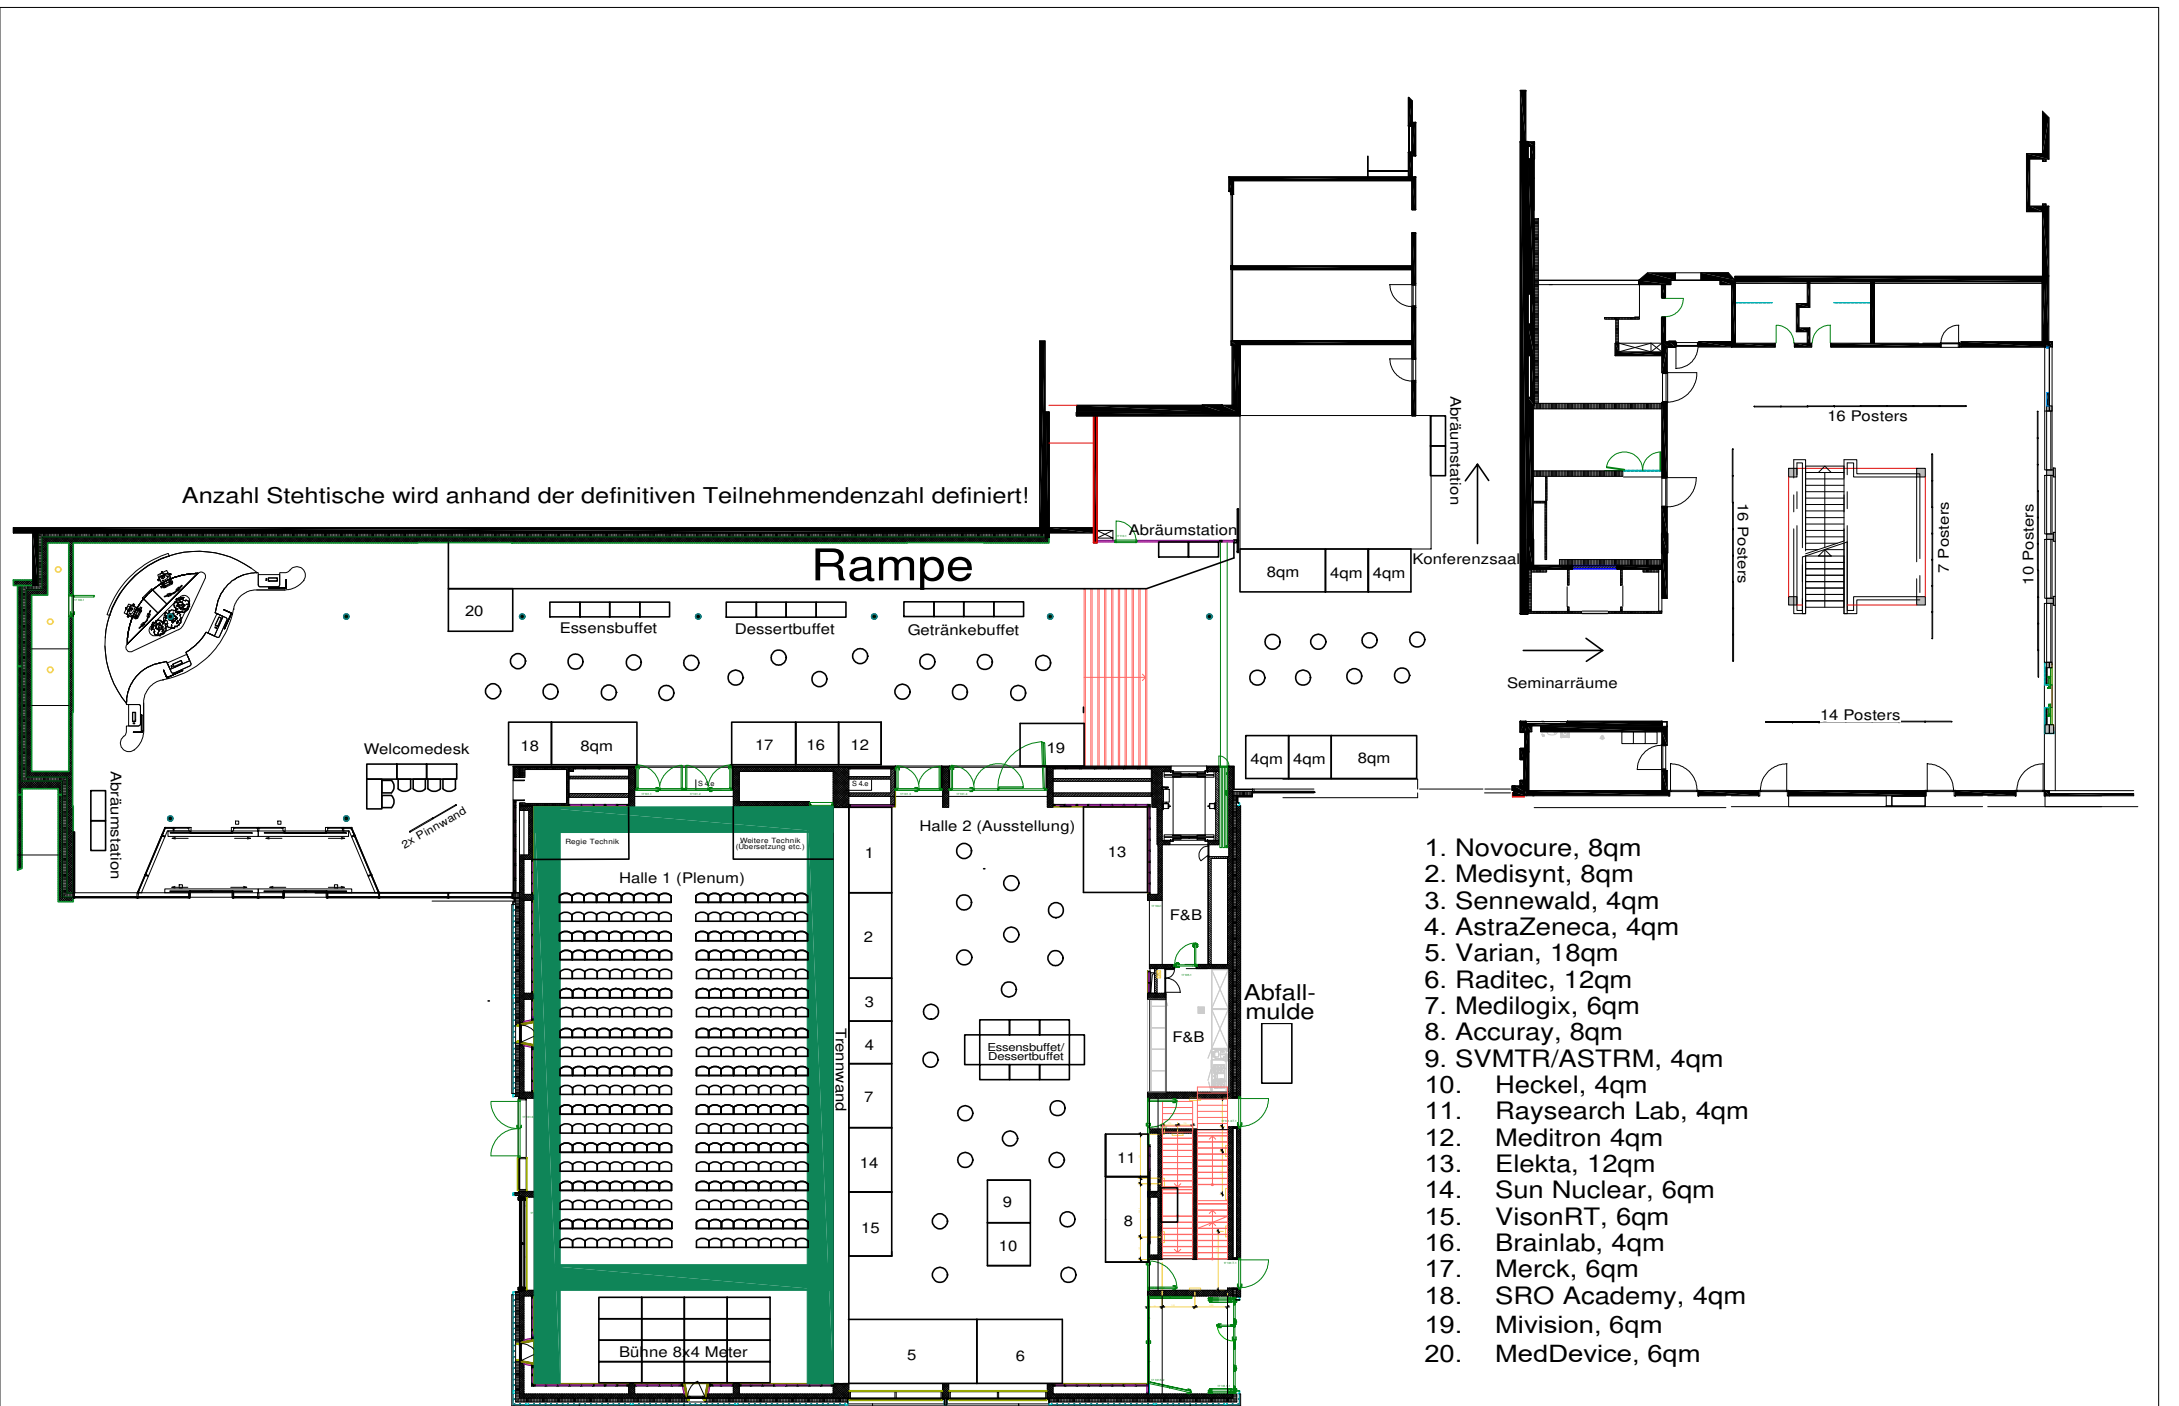 Anzahl Stehtische wird anhand der definitiven Teilnehmendenzahl definiert!
Rampe
Abräumstation
Abräumstation
Konferenzsaal
8qm
4qm
4qm
20
Essensbuffet
Dessertbuffet
Getränkebuffet
16 Posters
16 Posters
7 Posters
10 Posters
14 Posters
Seminarräume
18
8qm
17
16
12
19
4qm
4qm
8qm
Welcomedesk
2x Pinnwand
Abräumstation
S 4.e
S 4.e
Regie Technik
Weitere Technik
(Übersetzung etc.)
Halle 1 (Plenum)
Halle 2 (Ausstellung)
Trennwand
1
2
3
4
7
14
15
13
F&B
F&B
Abfall-
mulde
Essensbuffet/
Dessertbuffet
11
8
9
10
5
6
Bühne 8x4 Meter
1. Novocure, 8qm
2. Medisynt, 8qm
3. Sennewald, 4qm
4. AstraZeneca, 4qm
5. Varian, 18qm
6. Raditec, 12qm
7. Medilogix, 6qm
8. Accuray, 8qm
9. SVMTR/ASTRM, 4qm
10. Heckel, 4qm
11. Raysearch Lab, 4qm
12. Meditron 4qm
13. Elekta, 12qm
14. Sun Nuclear, 6qm
15. VisonRT, 6qm
16. Brainlab, 4qm
17. Merck, 6qm
18. SRO Academy, 4qm
19. Mivision, 6qm
20. MedDevice, 6qm